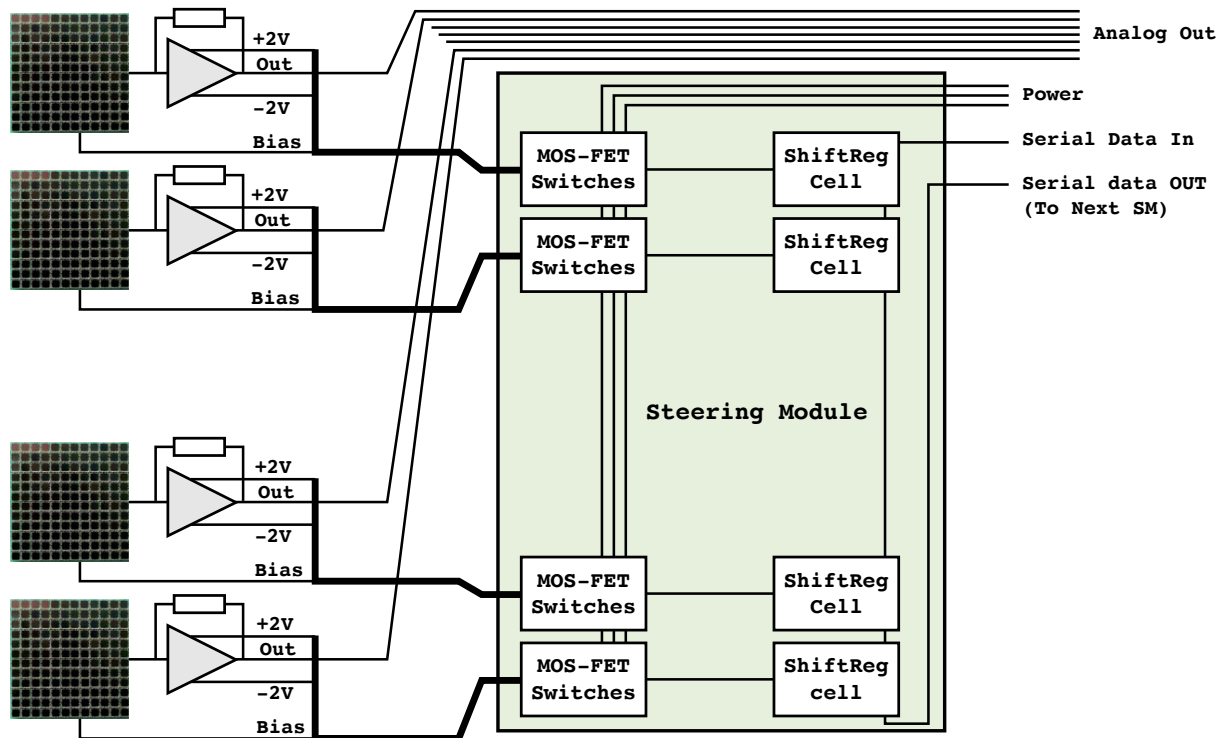 +2V
Out
-2V
Bias
+2V
Out
-2V
Bias
+2V
Out
-2V
Bias
+2V
Out
-2V
Bias
Analog Out
Power
Serial Data In
Serial data OUT
(To Next SM)
MOS-FET
Switches
ShiftReg
Cell
MOS-FET
Switches
ShiftReg
Cell
Steering Module
MOS-FET
Switches
ShiftReg
Cell
MOS-FET
Switches
ShiftReg
cell